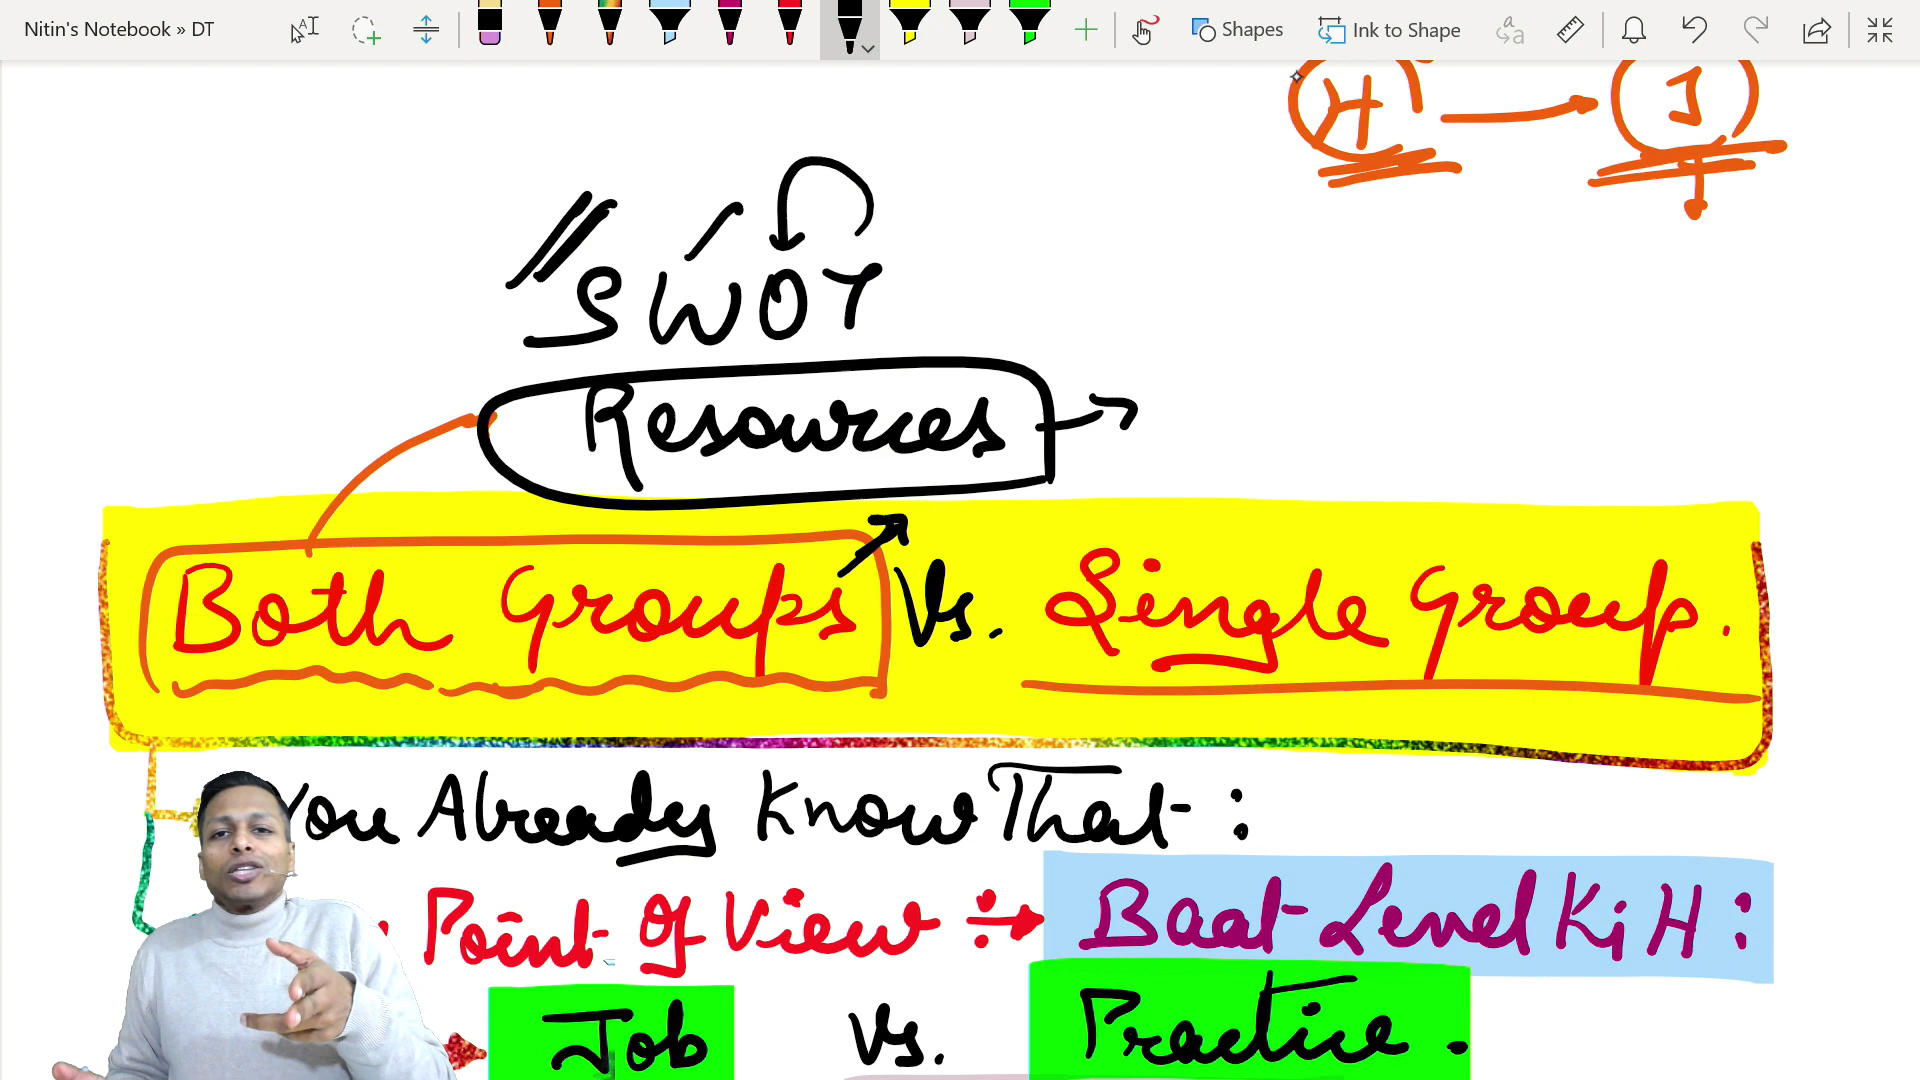 Nitin's Notebook » DT
Shapes
Ink to Shape
H
J
SWOT
Resources
Both Groups Vs. Single Group.
You Already Know That :
Point Of View
Baat Level Ki H :
Job Vs. Practice.